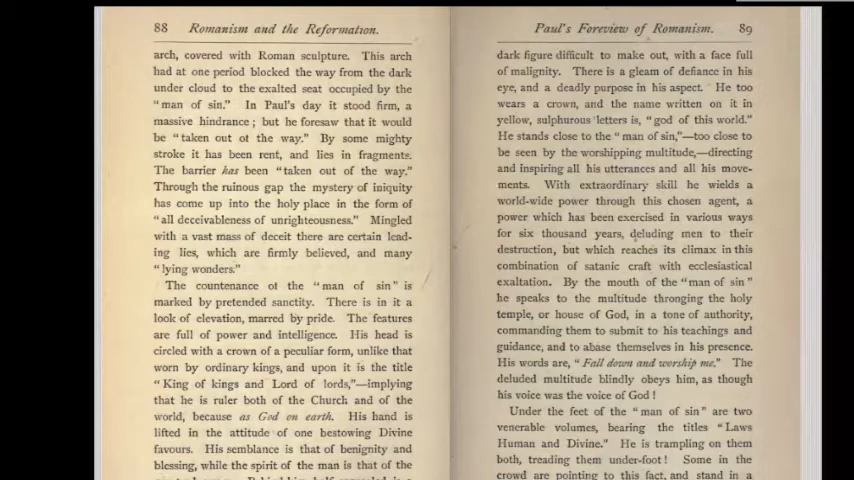 88 Romanism and the Reformation.
arch, covered with Roman sculpture. This arch
had at one period blocked the way from the dark
under cloud to the exalted seat occupied by the
"man of sin." In Paul's day it stood firm, a
massive hindrance; but he foresaw that it would
be "taken out ot the way." By some mighty
stroke it has been rent, and lies in fragments.
The barrier has been "taken out of the way."
Through the ruinous gap the mystery of iniquity
has come up into the holy place in the form of
"all deceivableness of unrighteousness." Mingled
with a vast mass of deceit there are certain lead-
ing lies, which are firmly believed, and many
"lying wonders."
The countenance ot the "man of sin" is
marked by pretended sanctity. There is in it a
look of elevation, marred by pride. The features
are full of power and intelligence. His head is
circled with a crown of a peculiar form, unlike that
worn by ordinary kings, and upon it is the title
"King of kings and Lord of lords,"—implying
that he is ruler both of the Church and of the
world, because as God on earth. His hand is
lifted in the attitude of one bestowing Divine
favours. His semblance is that of benignity and
blessing, while the spirit of the man is that of the
Paul's Foreview of Romanism. 89
dark figure difficult to make out, with a face full
of malignity. There is a gleam of defiance in his
eye, and a deadly purpose in his aspect. He too
wears a crown, and the name written on it in
yellow, sulphurous letters is, "god of this world."
He stands close to the "man of sin,"—too close to
be seen by the worshipping multitude,—directing
and inspiring all his utterances and all his move-
ments. With extraordinary skill he wields a
world-wide power through this chosen agent, a
power which has been exercised in various ways
for six thousand years, deluding men to their
destruction, but which reaches its climax in this
combination of satanic craft with ecclesiastical
exaltation. By the mouth of the "man of sin"
he speaks to the multitude thronging the holy
temple, or house of God, in a tone of authority,
commanding them to submit to his teachings and
guidance, and to abase themselves in his presence.
His words are, "Fall down and worship me." The
deluded multitude blindly obeys him, as though
his voice was the voice of God!
Under the feet of the "man of sin" are two
venerable volumes, bearing the titles "Laws
Human and Divine." He is trampling on them
both, treading them under-foot! Some in the
crowd are pointing to this fact, and stand in a